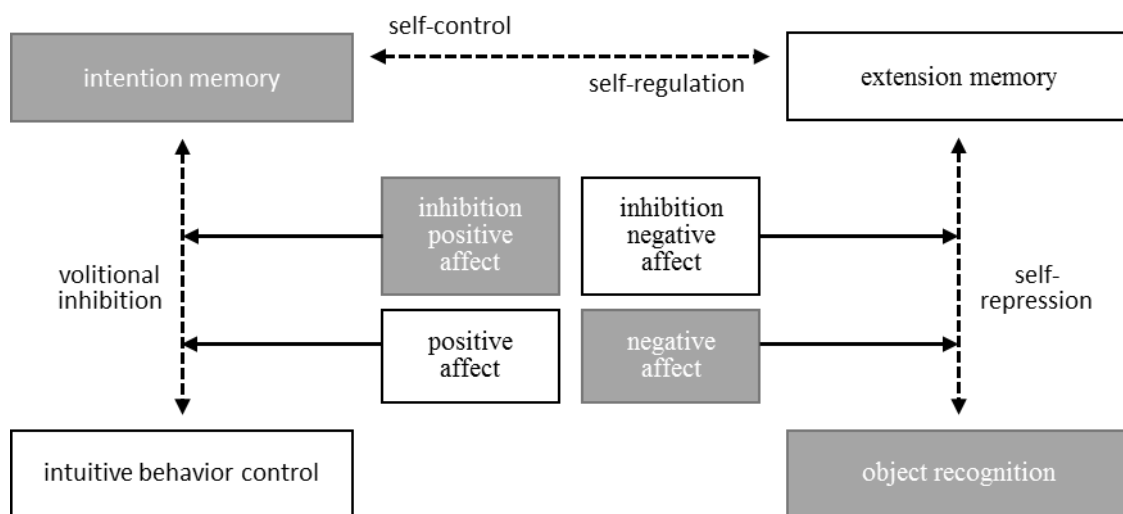 self-control
intention memory
self-regulation
extension memory
inhibition
positive
affect
inhibition
negative
affect
volitional
inhibition
self-
repression
positive
affect
negative
affect
intuitive behavior control
object recognition